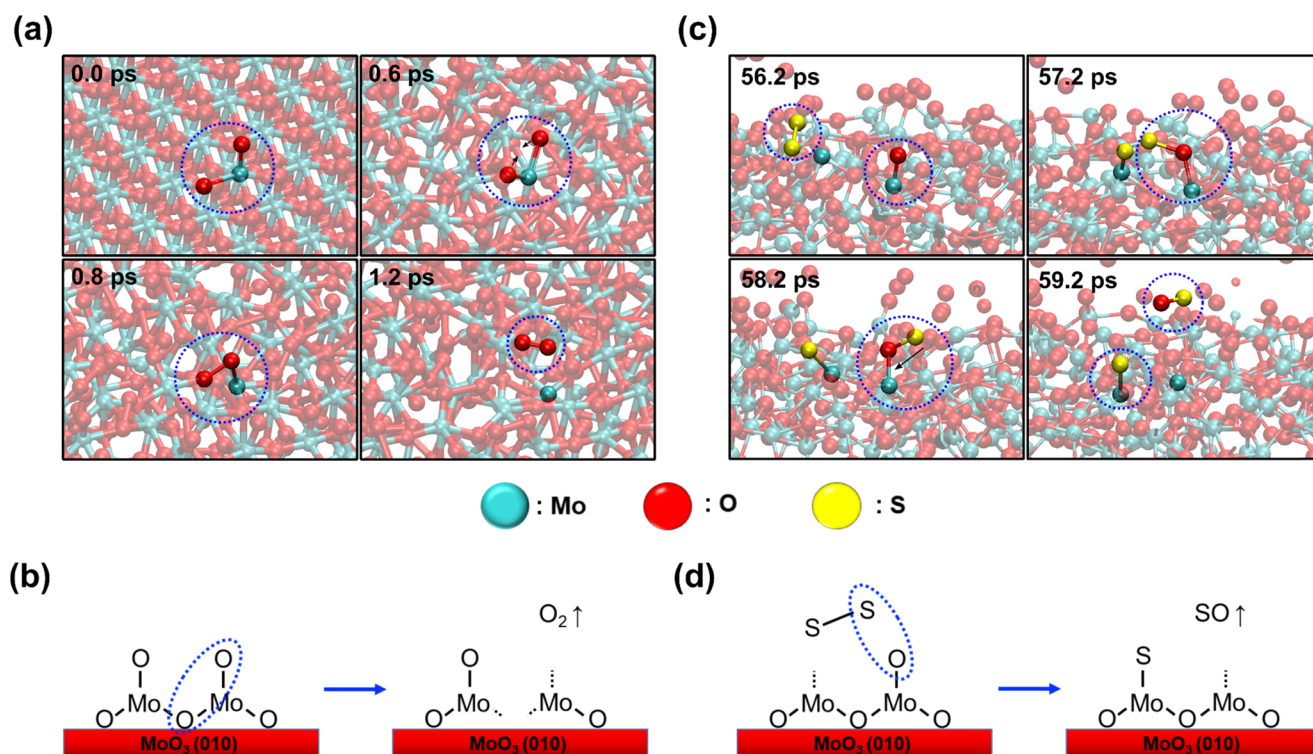 (a)
0.0 ps
0.6 ps
0.8 ps
1.2 ps
(c)
56.2 ps
57.2 ps
58.2 ps
59.2 ps
: Mo
: O
: S
(b)
O
O
Mo
Mo
O
O
O
MoO₃ (010)
O₂↑
O
Mo
Mo
O
O
MoO₃ (010)
(d)
S
S
O
Mo
Mo
O
O
O
MoO₃ (010)
SO↑
S
Mo
Mo
O
O
O
MoO₃ (010)